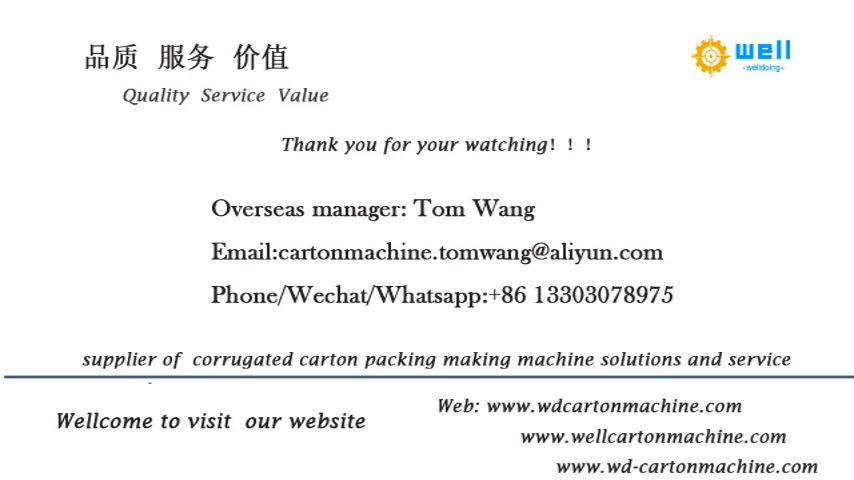 品质 服务 价值
well
-welldoing-
Quality Service Value
Thank you for your watching！！！
Overseas manager: Tom Wang
Email:cartonmachine.tomwang@aliyun.com
Phone/Wechat/Whatsapp:+86 13303078975
supplier of corrugated carton packing making machine solutions and service
Wellcome to visit our website
Web: www.wdcartonmachine.com
www.wellcartonmachine.com
www.wd-cartonmachine.com